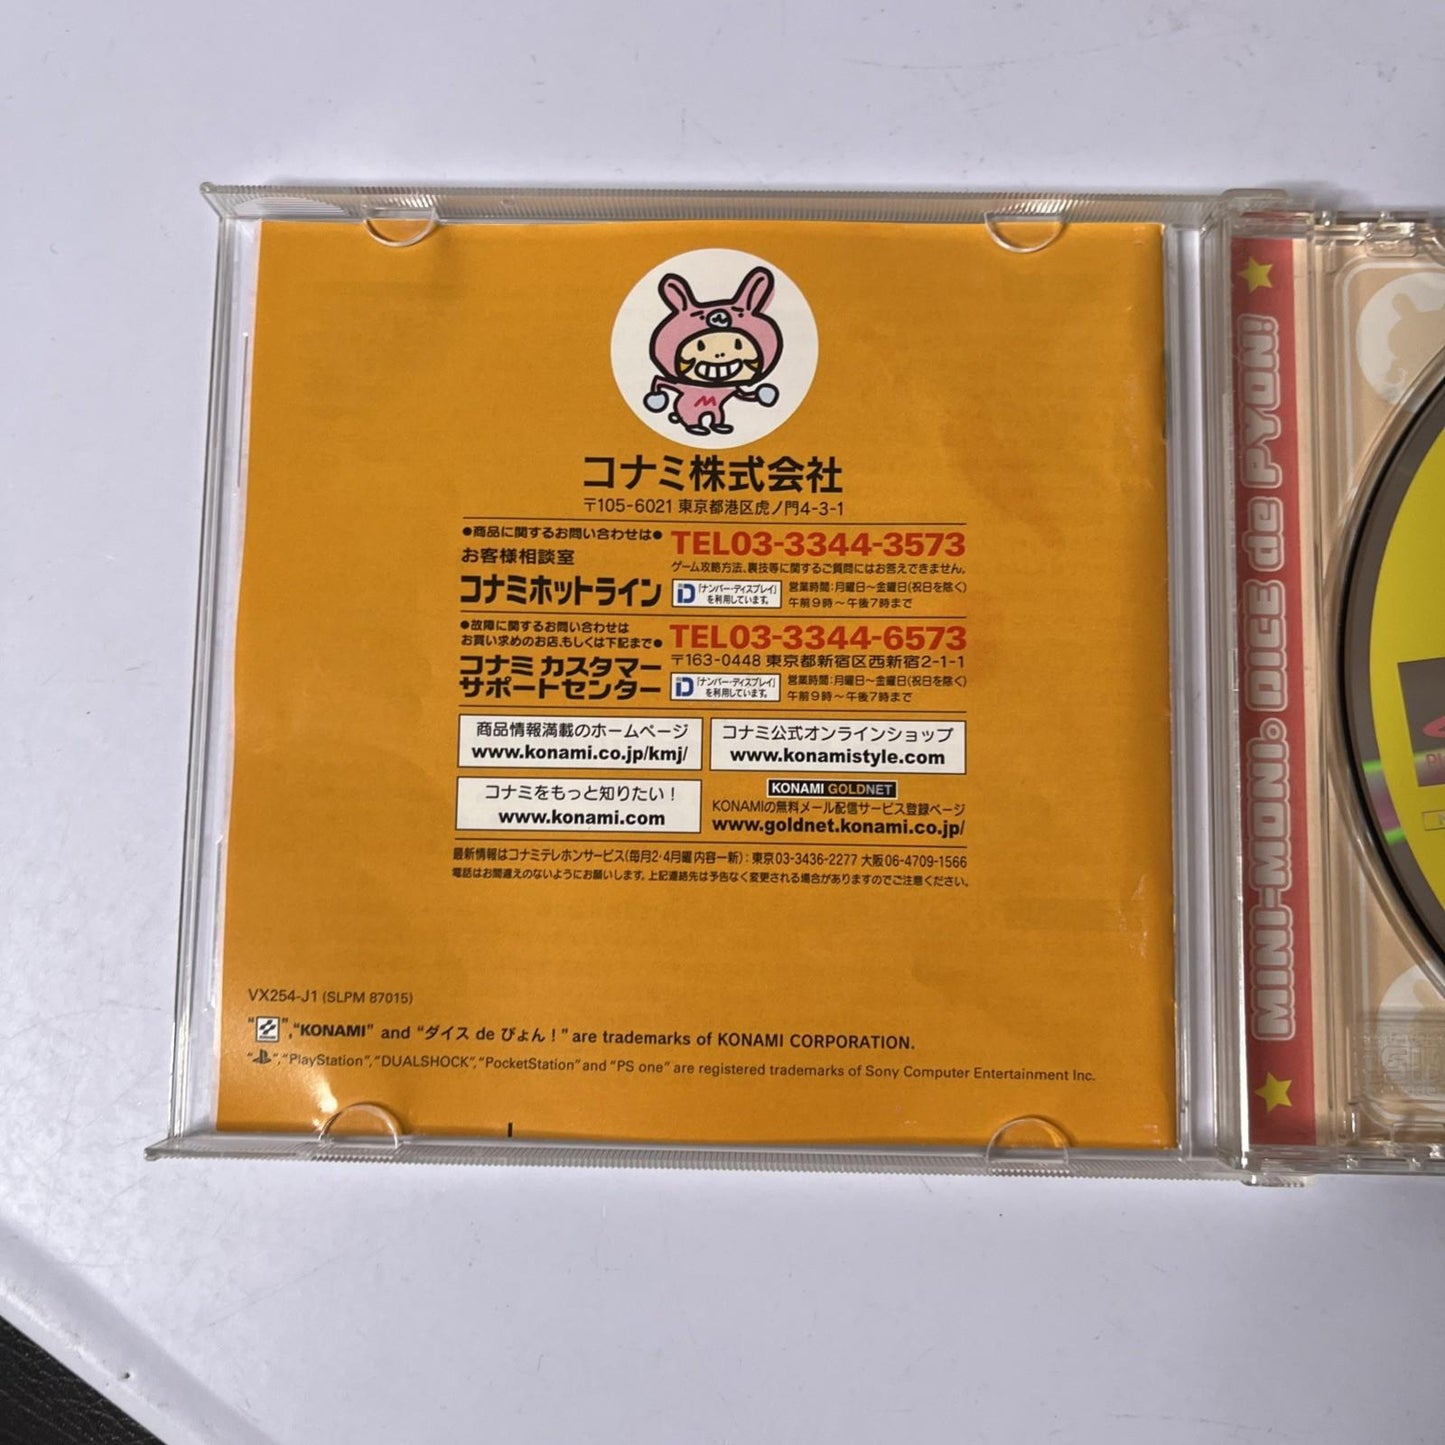 M
コナミ株式会社
〒105-6021 東京都港区虎ノ門4-3-1
●商品に関するお問い合わせは●
お客様相談室
コナミホットライン
TEL03-3344-3573
ゲーム攻略方法、裏技等に関するご質問にはお答えできません。
「ナンバー・ディスプレイ」
を利用しています。
営業時間：月曜日～金曜日(祝日を除く)
午前9時～午後7時まで
●故障に関するお問い合わせは
お買い求めのお店、もしくは下記まで●
コナミ カスタマー
サポートセンター
TEL03-3344-6573
〒163-0448 東京都新宿区西新宿2-1-1
「ナンバー・ディスプレイ」
を利用しています。
営業時間：月曜日～金曜日(祝日を除く)
午前9時～午後7時まで
商品情報満載のホームページ
www.konami.co.jp/kmj/
コナミ公式オンラインショップ
www.konamistyle.com
コナミをもっと知りたい！
www.konami.com
KONAMI GOLDNET
KONAMIの無料メール配信サービス登録ページ
www.goldnet.konami.co.jp/
最新情報はコナミテレホンサービス(毎月2・4月曜 内容一新)：東京03-3436-2277 大阪06-4709-1566
電話はお間違えのないようにお願いします。上記連絡先は予告なく変更される場合がありますのでご注意ください。
VX254-J1 (SLPM 87015)
“ ”,“KONAMI” and “ダイス de ぴょん！” are trademarks of KONAMI CORPORATION.
“ ”,“PlayStation”,“DUALSHOCK”,“PocketStation” and “PS one” are registered trademarks of Sony Computer Entertainment Inc.
MINI-MONI。DICE de PYON!